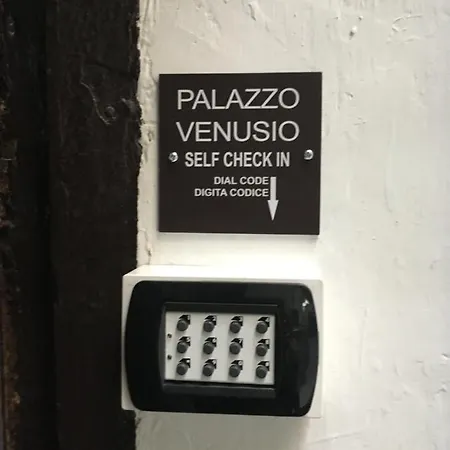 PALAZZO
VENUSIO
SELF CHECK IN
DIAL CODE
DIGITA CODICE